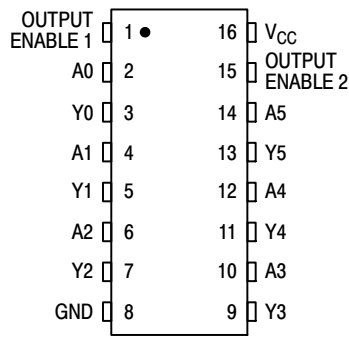 OUTPUT
ENABLE 1 1 16 VCC
A0 2 15 OUTPUT
ENABLE 2
Y0 3 14 A5
A1 4 13 Y5
Y1 5 12 A4
A2 6 11 Y4
Y2 7 10 A3
GND 8 9 Y3